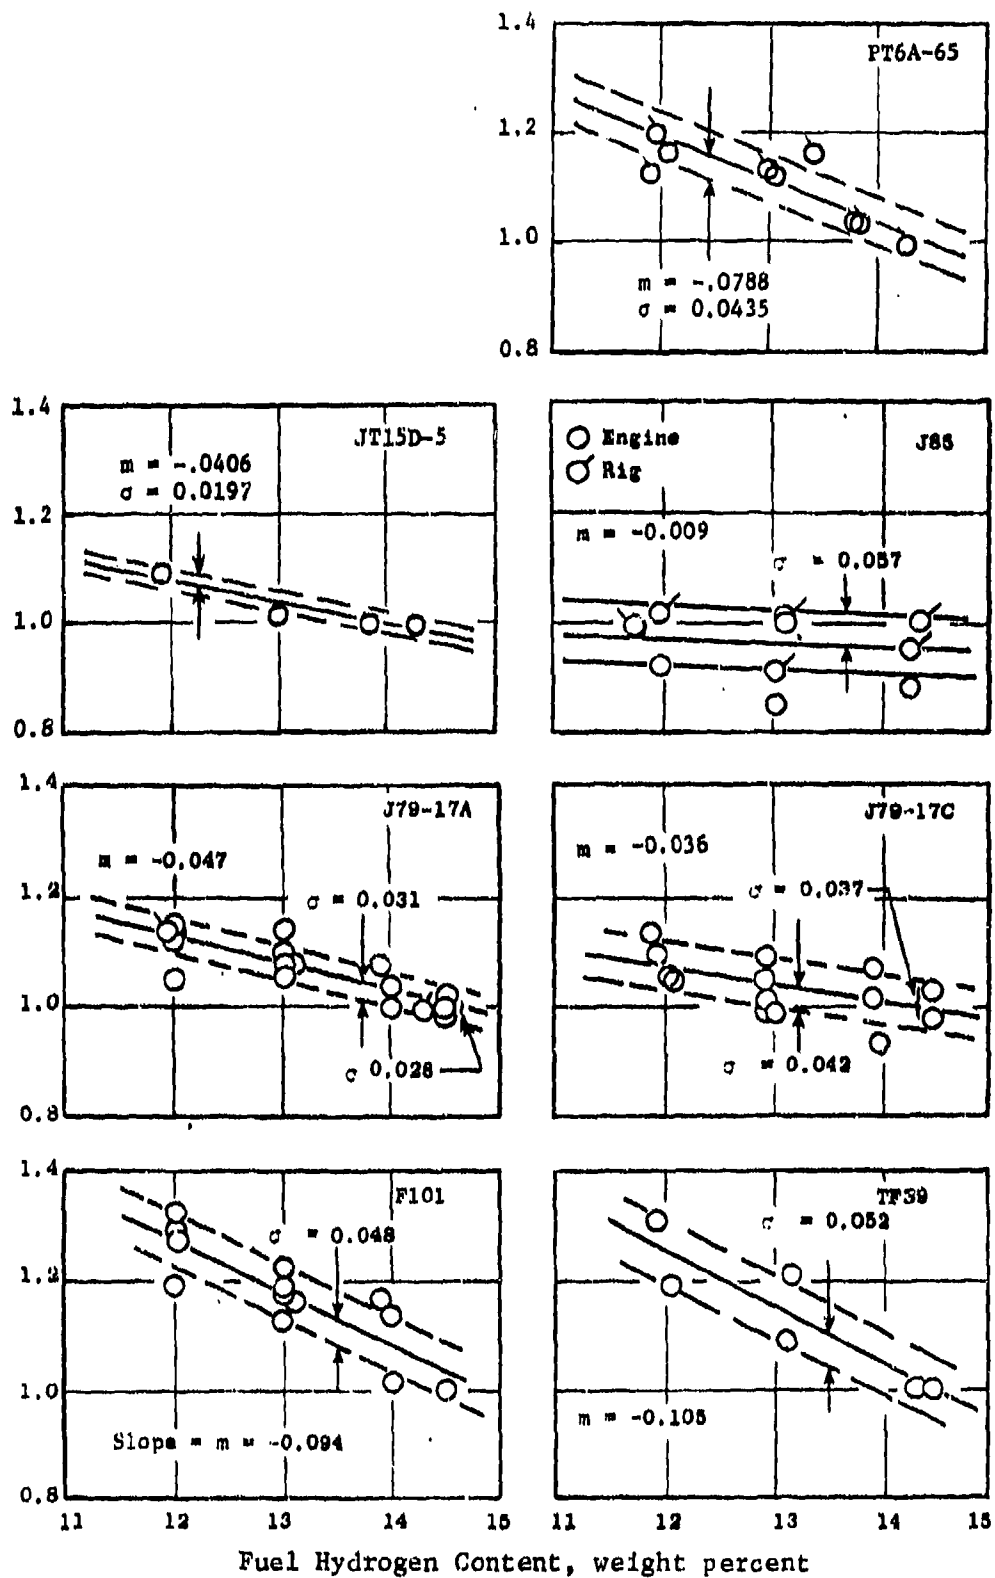 1.4
PT6A-65
1.2
1.0
m = -.0788
σ = 0.0435
0.8
1.4
JT15D-5
m = -.0406
σ = 0.0197
1.2
1.0
0.8
Engine
Rig
J85
m = -0.009
σ = 0.057
1.4
J79-17A
m = -0.047
1.2
σ = 0.031
1.0
σ 0.028
0.8
J79-17C
m = -0.036
σ = 0.037
σ = 0.042
1.4
F101
σ = 0.048
1.2
1.0
Slope = m = -0.094
0.8
11 12 13 14 15
TF39
σ = 0.052
m = -0.105
11 12 13 14 15
Fuel Hydrogen Content, weight percent